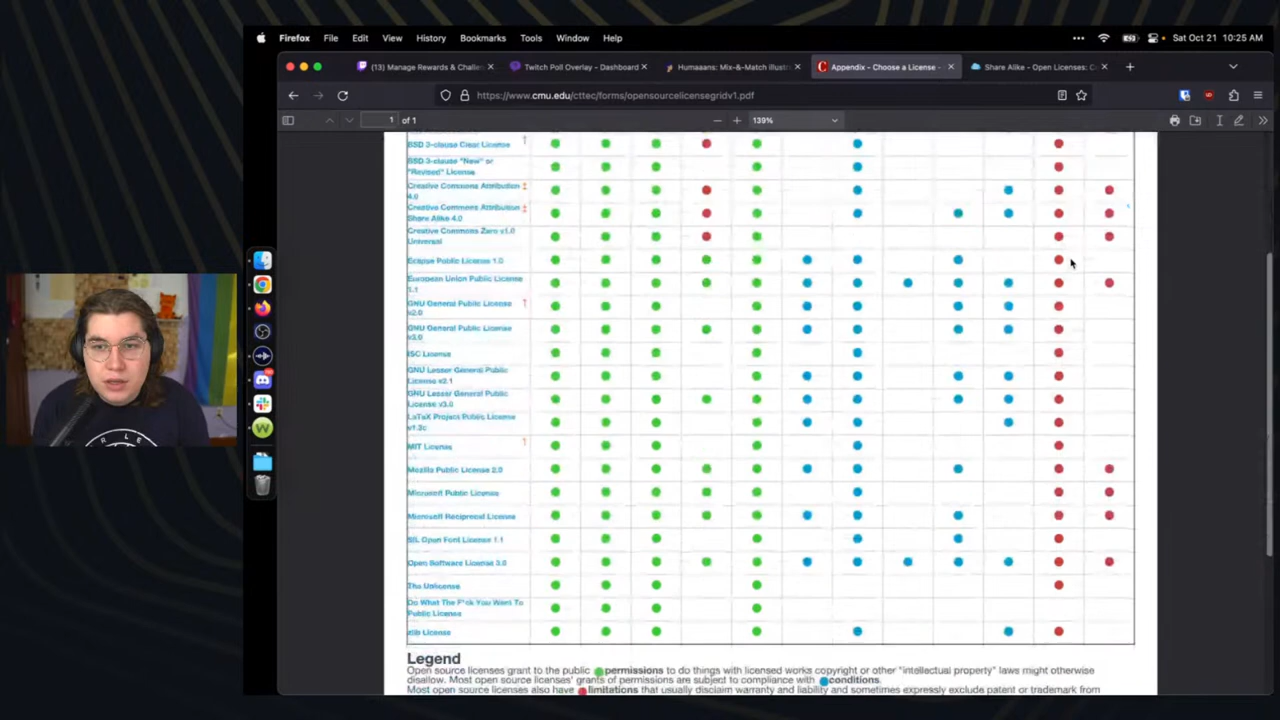 Firefox File Edit View History Bookmarks Tools Window Help Sat Oct 21 10:25 AM
(13) Manage Rewards & Challe Twitch Poll Overlay - Dashboard Humaaans: Mix-&-Match illustr Appendix - Choose a License - Share Alike - Open Licenses: C
https://www.cmu.edu/cttec/forms/opensourcelicensegridv1.pdf
1 of 1 139%
BSD 3-clause Clear License
BSD 3-clause "New" or
"Revised" License
Creative Commons Attribution
4.0
Creative Commons Attribution
Share Alike 4.0
Creative Commons Zero v1.0
Universal
Eclipse Public License 1.0
European Union Public License
1.1
GNU General Public License
v2.0
GNU General Public License
v3.0
ISC License
GNU Lesser General Public
License v2.1
GNU Lesser General Public
License v3.0
LaTeX Project Public License
v1.3c
MIT License
Mozilla Public License 2.0
Microsoft Public License
Microsoft Reciprocal License
SIL Open Font License 1.1
Open Software License 3.0
The Unlicense
Do What The F*ck You Want To
Public License
zlib License
Legend
Open source licenses grant to the public permissions to do things with licensed works copyright or other "intellectual property" laws might otherwise
disallow. Most open source licenses' grants of permissions are subject to compliance with conditions.
Most open source licenses also have limitations that usually disclaim warranty and liability and sometimes expressly exclude patent or trademark from